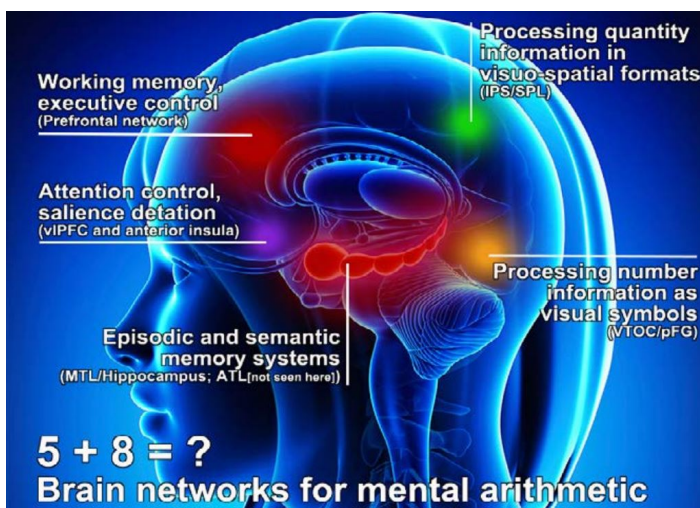 Processing quantity
information in
visuo-spatial formats
(IPS/SPL)
Working memory,
executive control
(Prefrontal network)
Attention control,
salience detation
(vlPFC and anterior insula)
Processing number
information as
visual symbols
(VTOC/pFG)
Episodic and semantic
memory systems
(MTL/Hippocampus; ATL[not seen here])
5 + 8 = ?
Brain networks for mental arithmetic